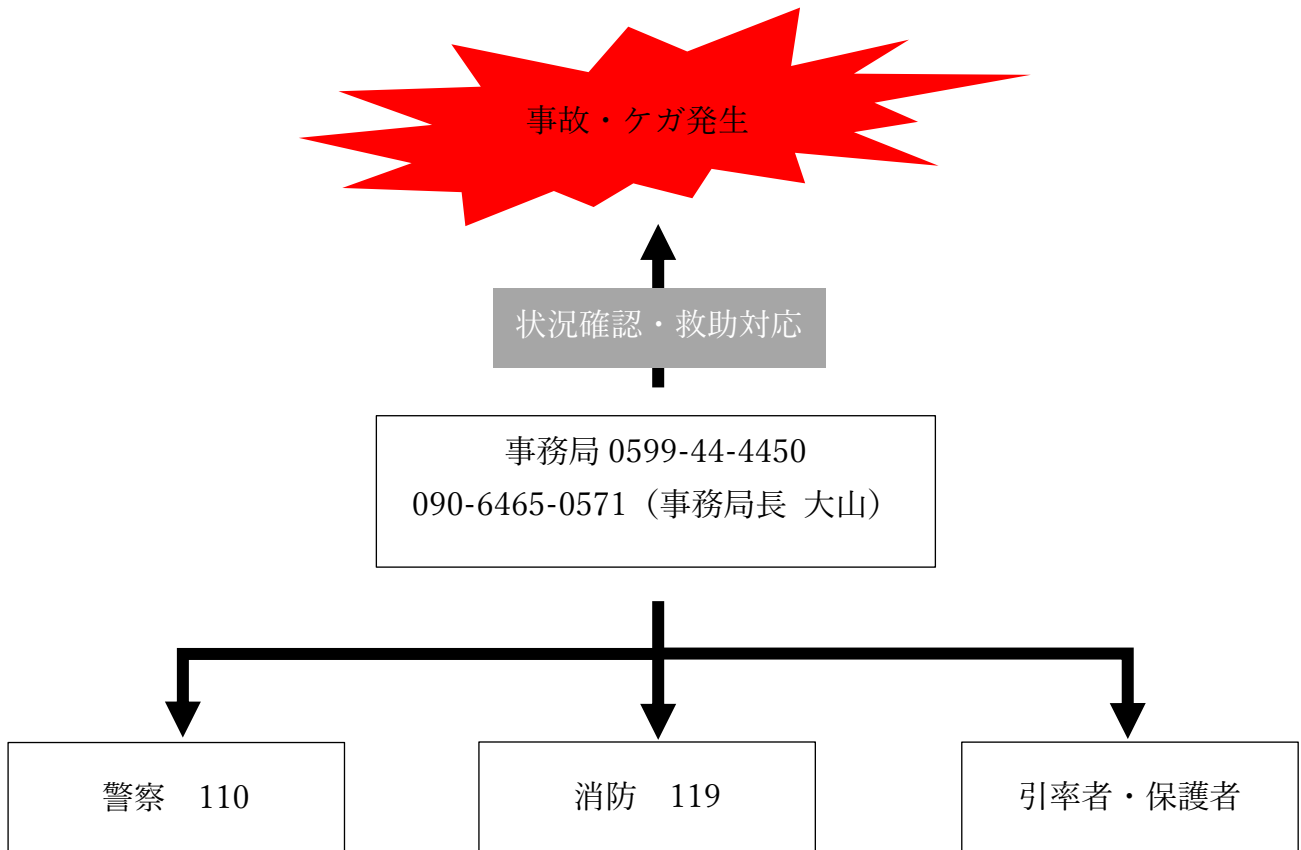 事故・ケガ発生
状況確認・救助対応
事務局 0599-44-4450
090-6465-0571（事務局長 大山）
警察　110
消防　119
引率者・保護者